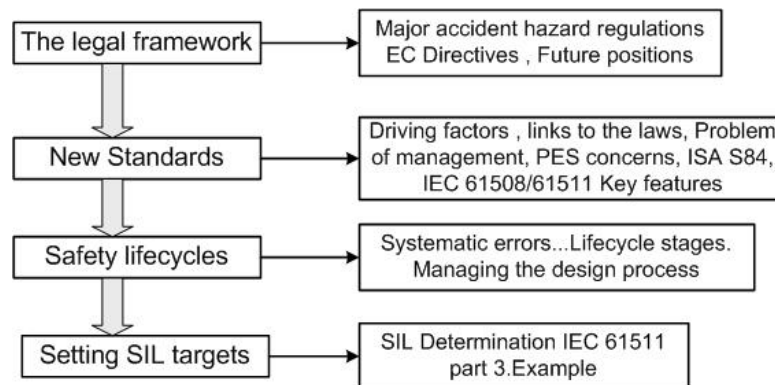 The legal framework
Major accident hazard regulations
EC Directives , Future positions
New Standards
Driving factors , links to the laws, Problem
of management, PES concerns, ISA S84,
IEC 61508/61511 Key features
Safety lifecycles
Systematic errors...Lifecycle stages.
Managing the design process
Setting SIL targets
SIL Determination IEC 61511
part 3.Example